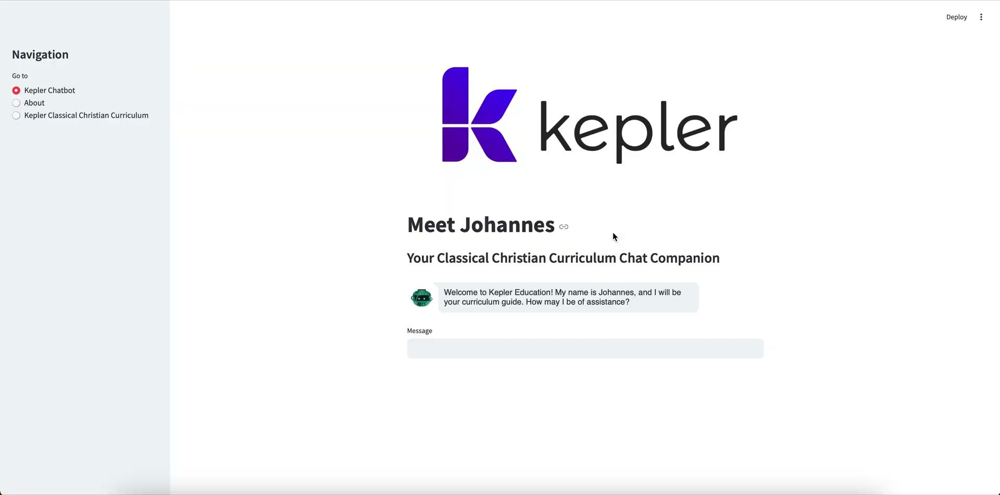 Deploy
Navigation
Go to
Kepler Chatbot
About
Kepler Classical Christian Curriculum
kepler
Meet Johannes
Your Classical Christian Curriculum Chat Companion
Welcome to Kepler Education! My name is Johannes, and I will be
your curriculum guide. How may I be of assistance?
Message